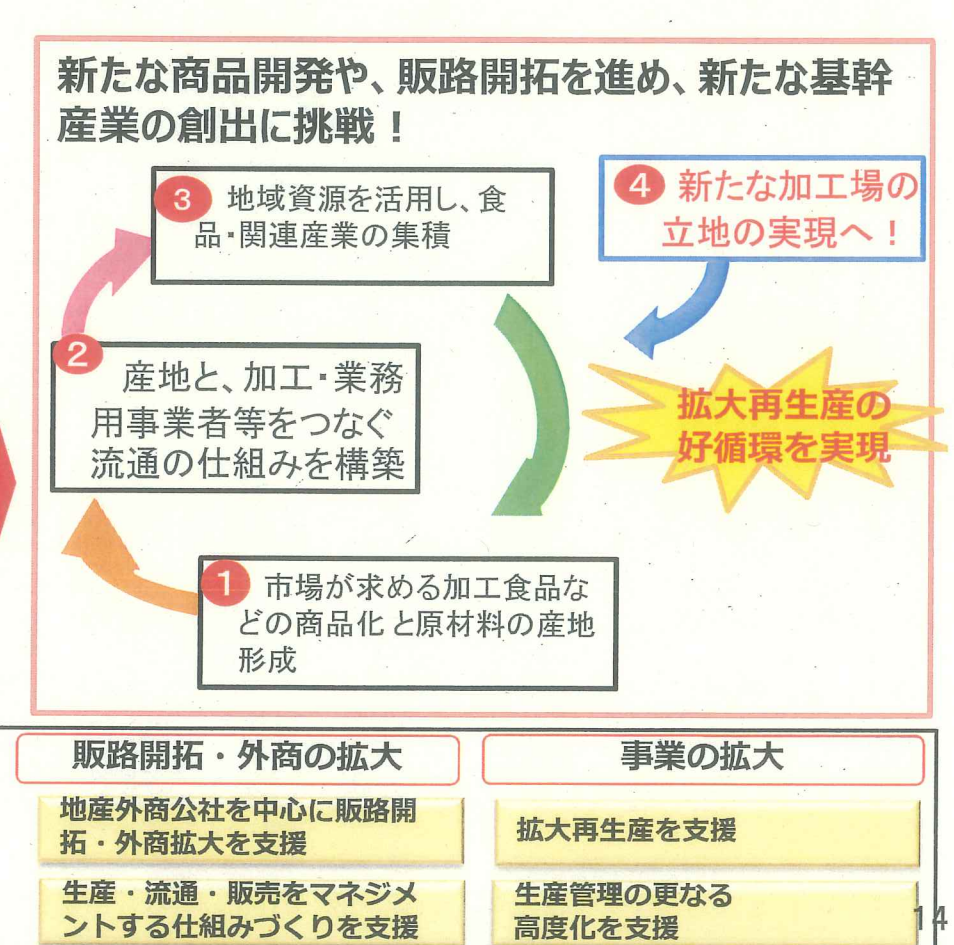 新たな商品開発や、販路開拓を進め、新たな基幹
産業の創出に挑戦！
3 地域資源を活用し、食
品・関連産業の集積
4 新たな加工場の
立地の実現へ！
2
産地と、加工・業務
用事業者等をつなぐ
流通の仕組みを構築
拡大再生産の
好循環を実現
1 市場が求める加工食品な
どの商品化と原材料の産地
形成
販路開拓・外商の拡大
事業の拡大
地産外商公社を中心に販路開
拓・外商拡大を支援
拡大再生産を支援
生産・流通・販売をマネジメ
ントする仕組みづくりを支援
生産管理の更なる
高度化を支援
14